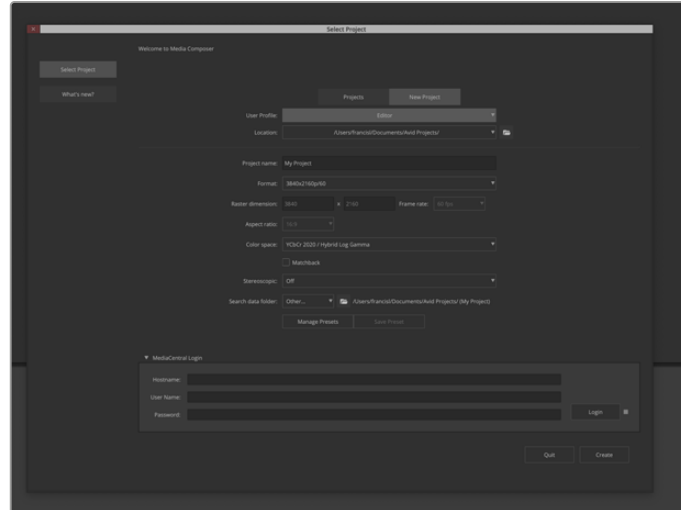 Select Project
Welcome to Media Composer
Select Project
What's new?
Projects New Project
User Profile: Editor
Location: /Users/francisl/Documents/Avid Projects/
Project name: My Project
Format: 3840x2160p/60
Raster dimension: 3840 x 2160 Frame rate: 60 fps
Aspect ratio: 16:9
Color space: YCbCr 2020 / Hybrid Log Gamma
Matchback
Stereoscopic: Off
Search data folder: Other... /Users/francisl/Documents/Avid Projects/ (My Project)
Manage Presets Save Preset
MediaCentral Login
Hostname:
User Name:
Password:
Login
Quit Create